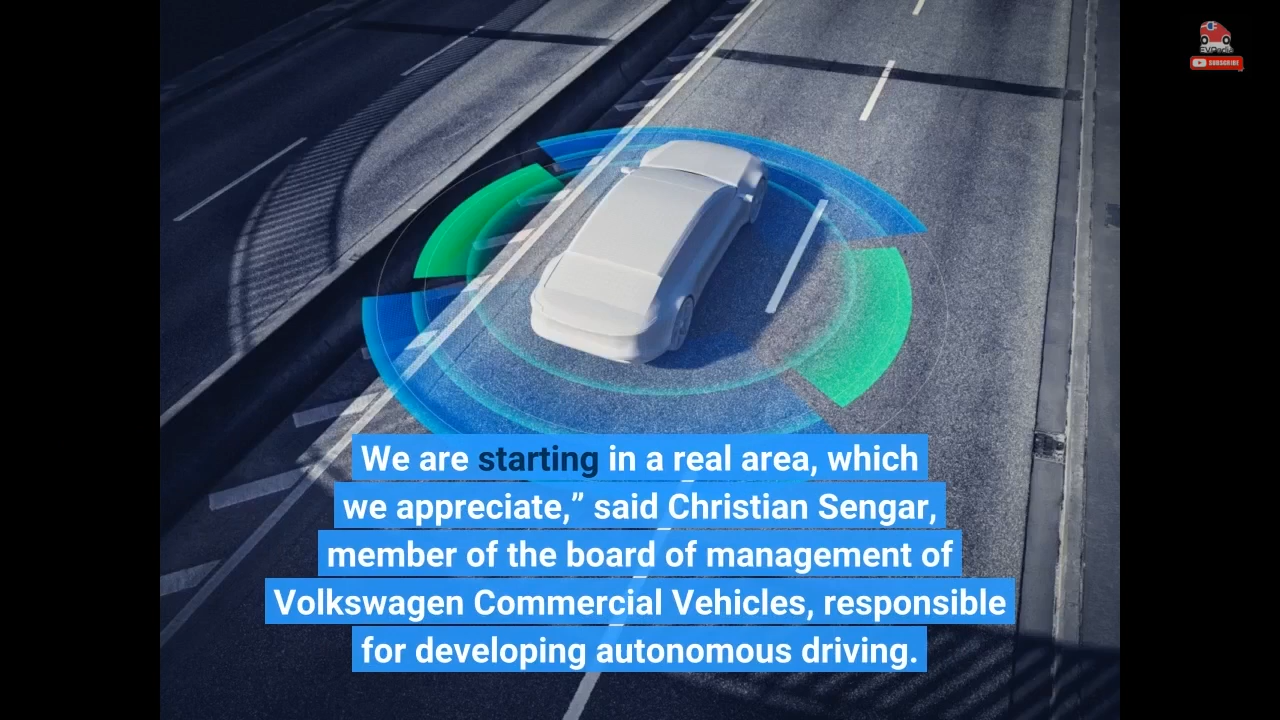 EVPedia
SUBSCRIBE
We are starting in a real area, which
we appreciate,” said Christian Sengar,
member of the board of management of
Volkswagen Commercial Vehicles, responsible
for developing autonomous driving.